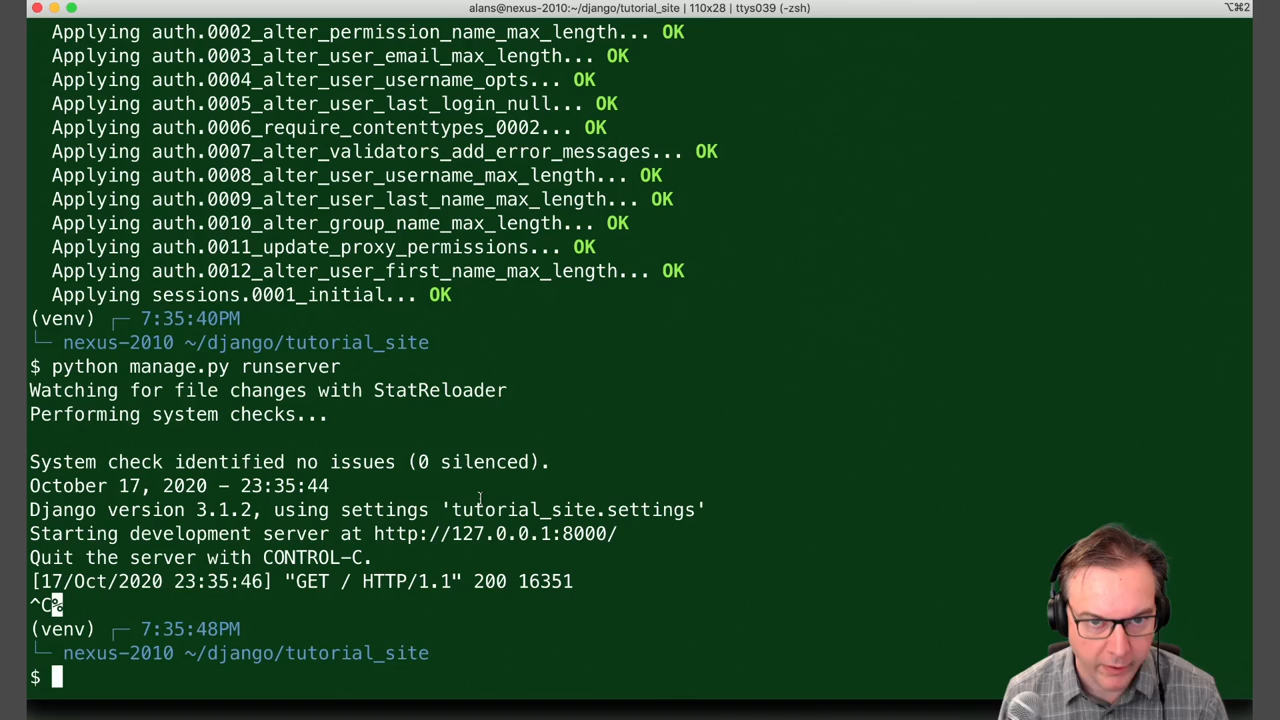 alans@nexus-2010:~/django/tutorial_site | 110x28 | ttys039 (-zsh)
⌥⌘2
Applying auth.0002_alter_permission_name_max_length... OK
Applying auth.0003_alter_user_email_max_length... OK
Applying auth.0004_alter_user_username_opts... OK
Applying auth.0005_alter_user_last_login_null... OK
Applying auth.0006_require_contenttypes_0002... OK
Applying auth.0007_alter_validators_add_error_messages... OK
Applying auth.0008_alter_user_username_max_length... OK
Applying auth.0009_alter_user_last_name_max_length... OK
Applying auth.0010_alter_group_name_max_length... OK
Applying auth.0011_update_proxy_permissions... OK
Applying auth.0012_alter_user_first_name_max_length... OK
Applying sessions.0001_initial... OK
(venv) ┌─ 7:35:40PM
└─ nexus-2010 ~/django/tutorial_site
$ python manage.py runserver
Watching for file changes with StatReloader
Performing system checks...
System check identified no issues (0 silenced).
October 17, 2020 - 23:35:44
Django version 3.1.2, using settings 'tutorial_site.settings'
Starting development server at http://127.0.0.1:8000/
Quit the server with CONTROL-C.
[17/Oct/2020 23:35:46] "GET / HTTP/1.1" 200 16351
^C%
(venv) ┌─ 7:35:48PM
└─ nexus-2010 ~/django/tutorial_site
$